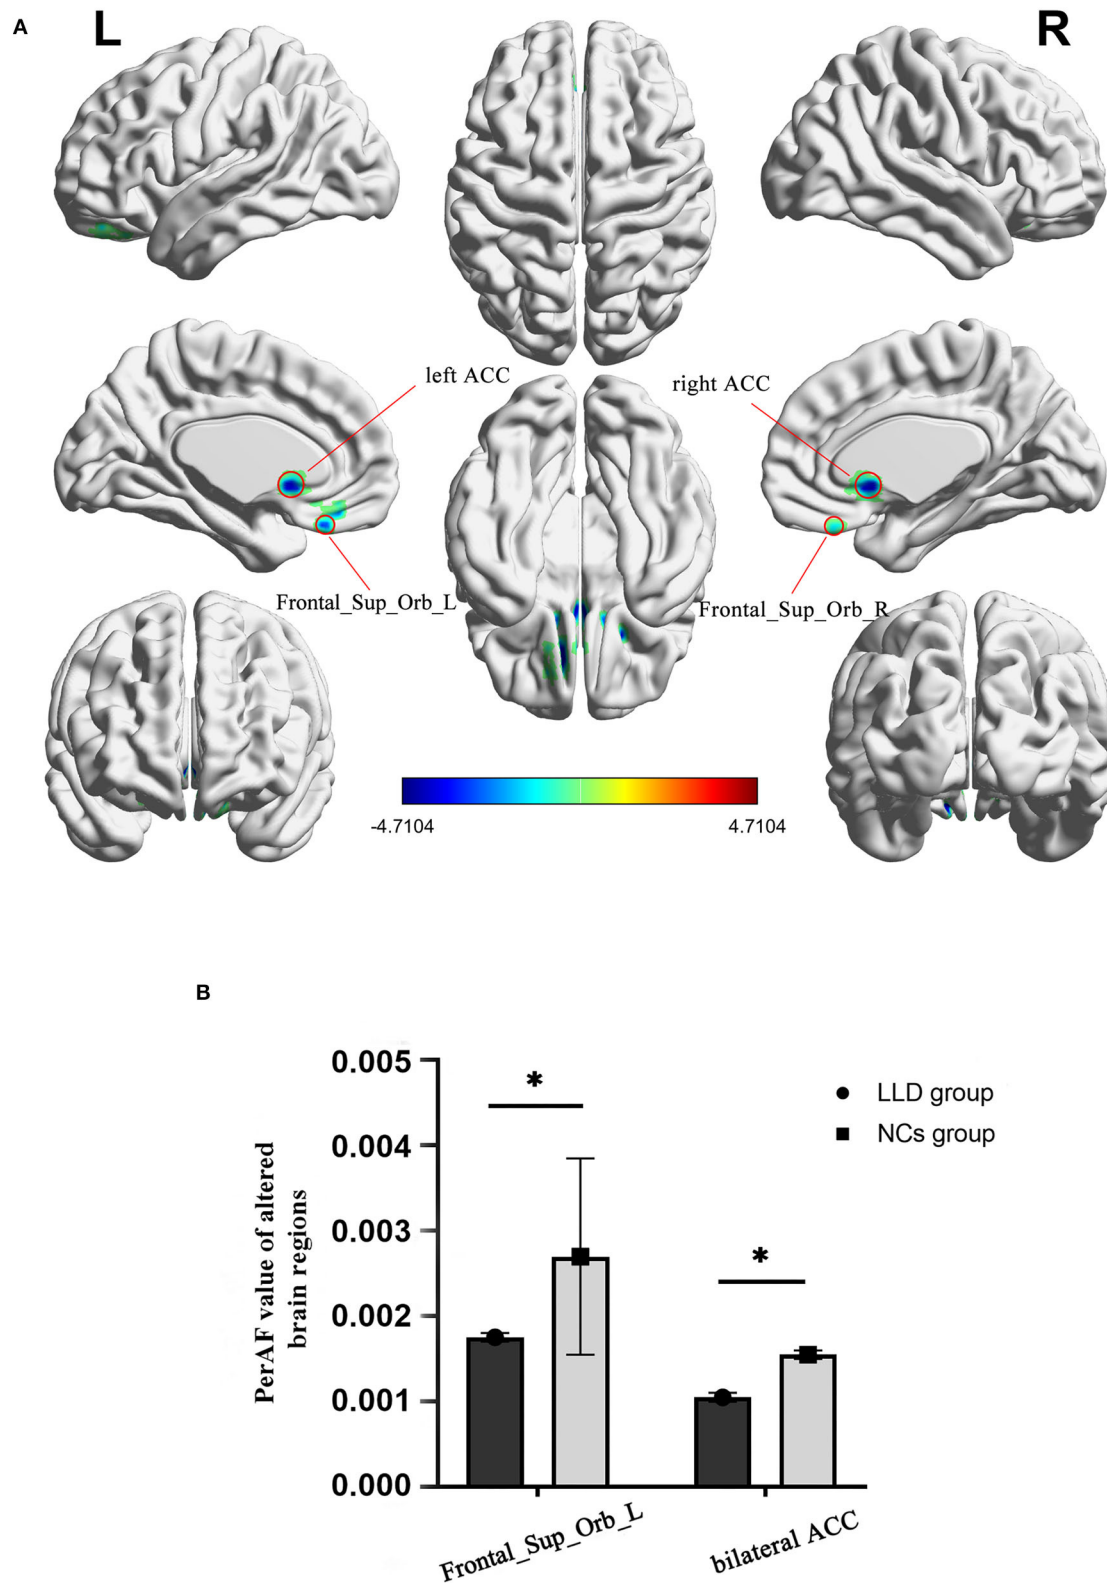 A
L
R
left ACC
right ACC
Frontal_Sup_Orb_L
Frontal_Sup_Orb_R
-4.7104
4.7104
B
0.005
0.004
0.003
0.002
0.001
0.000
PerAF value of altered
brain regions
*
*
LLD group
NCs group
Frontal_Sup_Orb_L
bilateral ACC